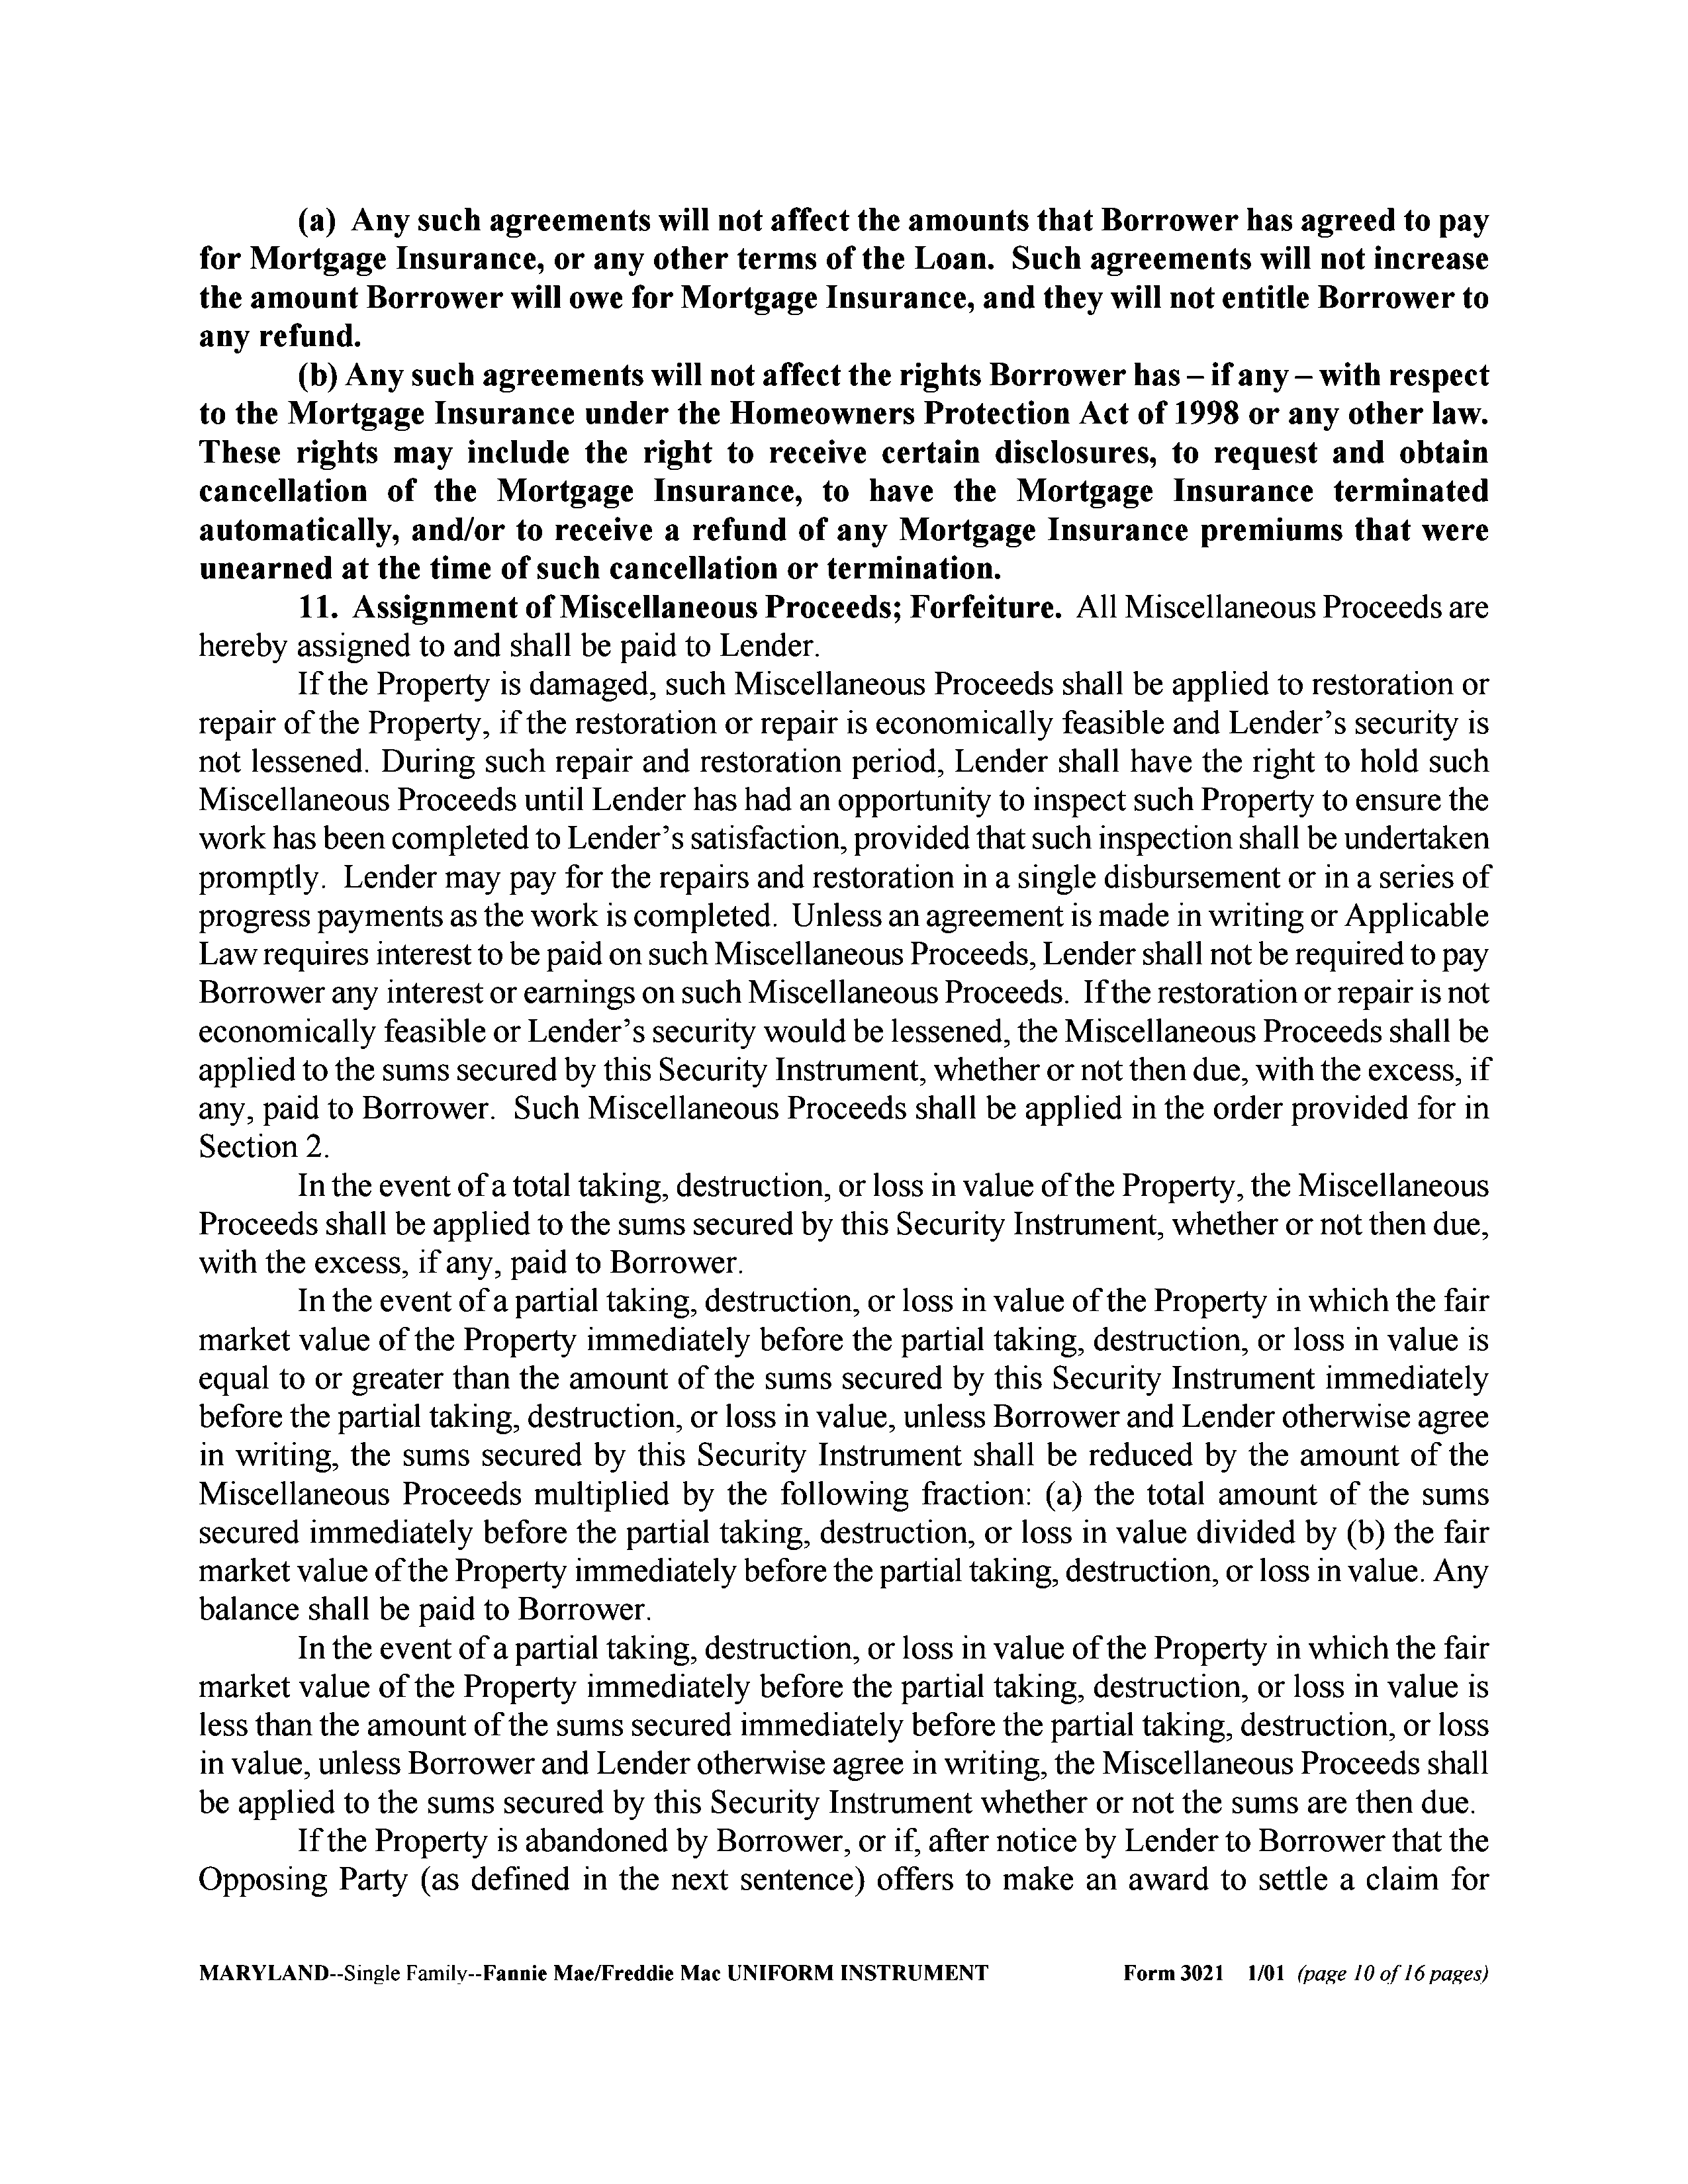 (a) Any such agreements will not affect the amounts that Borrower has agreed to pay
for Mortgage Insurance, or any other terms of the Loan. Such agreements will not increase
the amount Borrower will owe for Mortgage Insurance, and they will not entitle Borrower to
any refund.
(b) Any such agreements will not affect the rights Borrower has – if any – with respect
to the Mortgage Insurance under the Homeowners Protection Act of 1998 or any other law.
These rights may include the right to receive certain disclosures, to request and obtain
cancellation of the Mortgage Insurance, to have the Mortgage Insurance terminated
automatically, and/or to receive a refund of any Mortgage Insurance premiums that were
unearned at the time of such cancellation or termination.
11. Assignment of Miscellaneous Proceeds; Forfeiture. All Miscellaneous Proceeds are
hereby assigned to and shall be paid to Lender.
If the Property is damaged, such Miscellaneous Proceeds shall be applied to restoration or
repair of the Property, if the restoration or repair is economically feasible and Lender’s security is
not lessened. During such repair and restoration period, Lender shall have the right to hold such
Miscellaneous Proceeds until Lender has had an opportunity to inspect such Property to ensure the
work has been completed to Lender’s satisfaction, provided that such inspection shall be undertaken
promptly. Lender may pay for the repairs and restoration in a single disbursement or in a series of
progress payments as the work is completed. Unless an agreement is made in writing or Applicable
Law requires interest to be paid on such Miscellaneous Proceeds, Lender shall not be required to pay
Borrower any interest or earnings on such Miscellaneous Proceeds. If the restoration or repair is not
economically feasible or Lender’s security would be lessened, the Miscellaneous Proceeds shall be
applied to the sums secured by this Security Instrument, whether or not then due, with the excess, if
any, paid to Borrower. Such Miscellaneous Proceeds shall be applied in the order provided for in
Section 2.
In the event of a total taking, destruction, or loss in value of the Property, the Miscellaneous
Proceeds shall be applied to the sums secured by this Security Instrument, whether or not then due,
with the excess, if any, paid to Borrower.
In the event of a partial taking, destruction, or loss in value of the Property in which the fair
market value of the Property immediately before the partial taking, destruction, or loss in value is
equal to or greater than the amount of the sums secured by this Security Instrument immediately
before the partial taking, destruction, or loss in value, unless Borrower and Lender otherwise agree
in writing, the sums secured by this Security Instrument shall be reduced by the amount of the
Miscellaneous Proceeds multiplied by the following fraction: (a) the total amount of the sums
secured immediately before the partial taking, destruction, or loss in value divided by (b) the fair
market value of the Property immediately before the partial taking, destruction, or loss in value. Any
balance shall be paid to Borrower.
In the event of a partial taking, destruction, or loss in value of the Property in which the fair
market value of the Property immediately before the partial taking, destruction, or loss in value is
less than the amount of the sums secured immediately before the partial taking, destruction, or loss
in value, unless Borrower and Lender otherwise agree in writing, the Miscellaneous Proceeds shall
be applied to the sums secured by this Security Instrument whether or not the sums are then due.
If the Property is abandoned by Borrower, or if, after notice by Lender to Borrower that the
Opposing Party (as defined in the next sentence) offers to make an award to settle a claim for
MARYLAND--Single Family--Fannie Mae/Freddie Mac UNIFORM INSTRUMENT Form 3021 1/01 (page 10 of 16 pages)